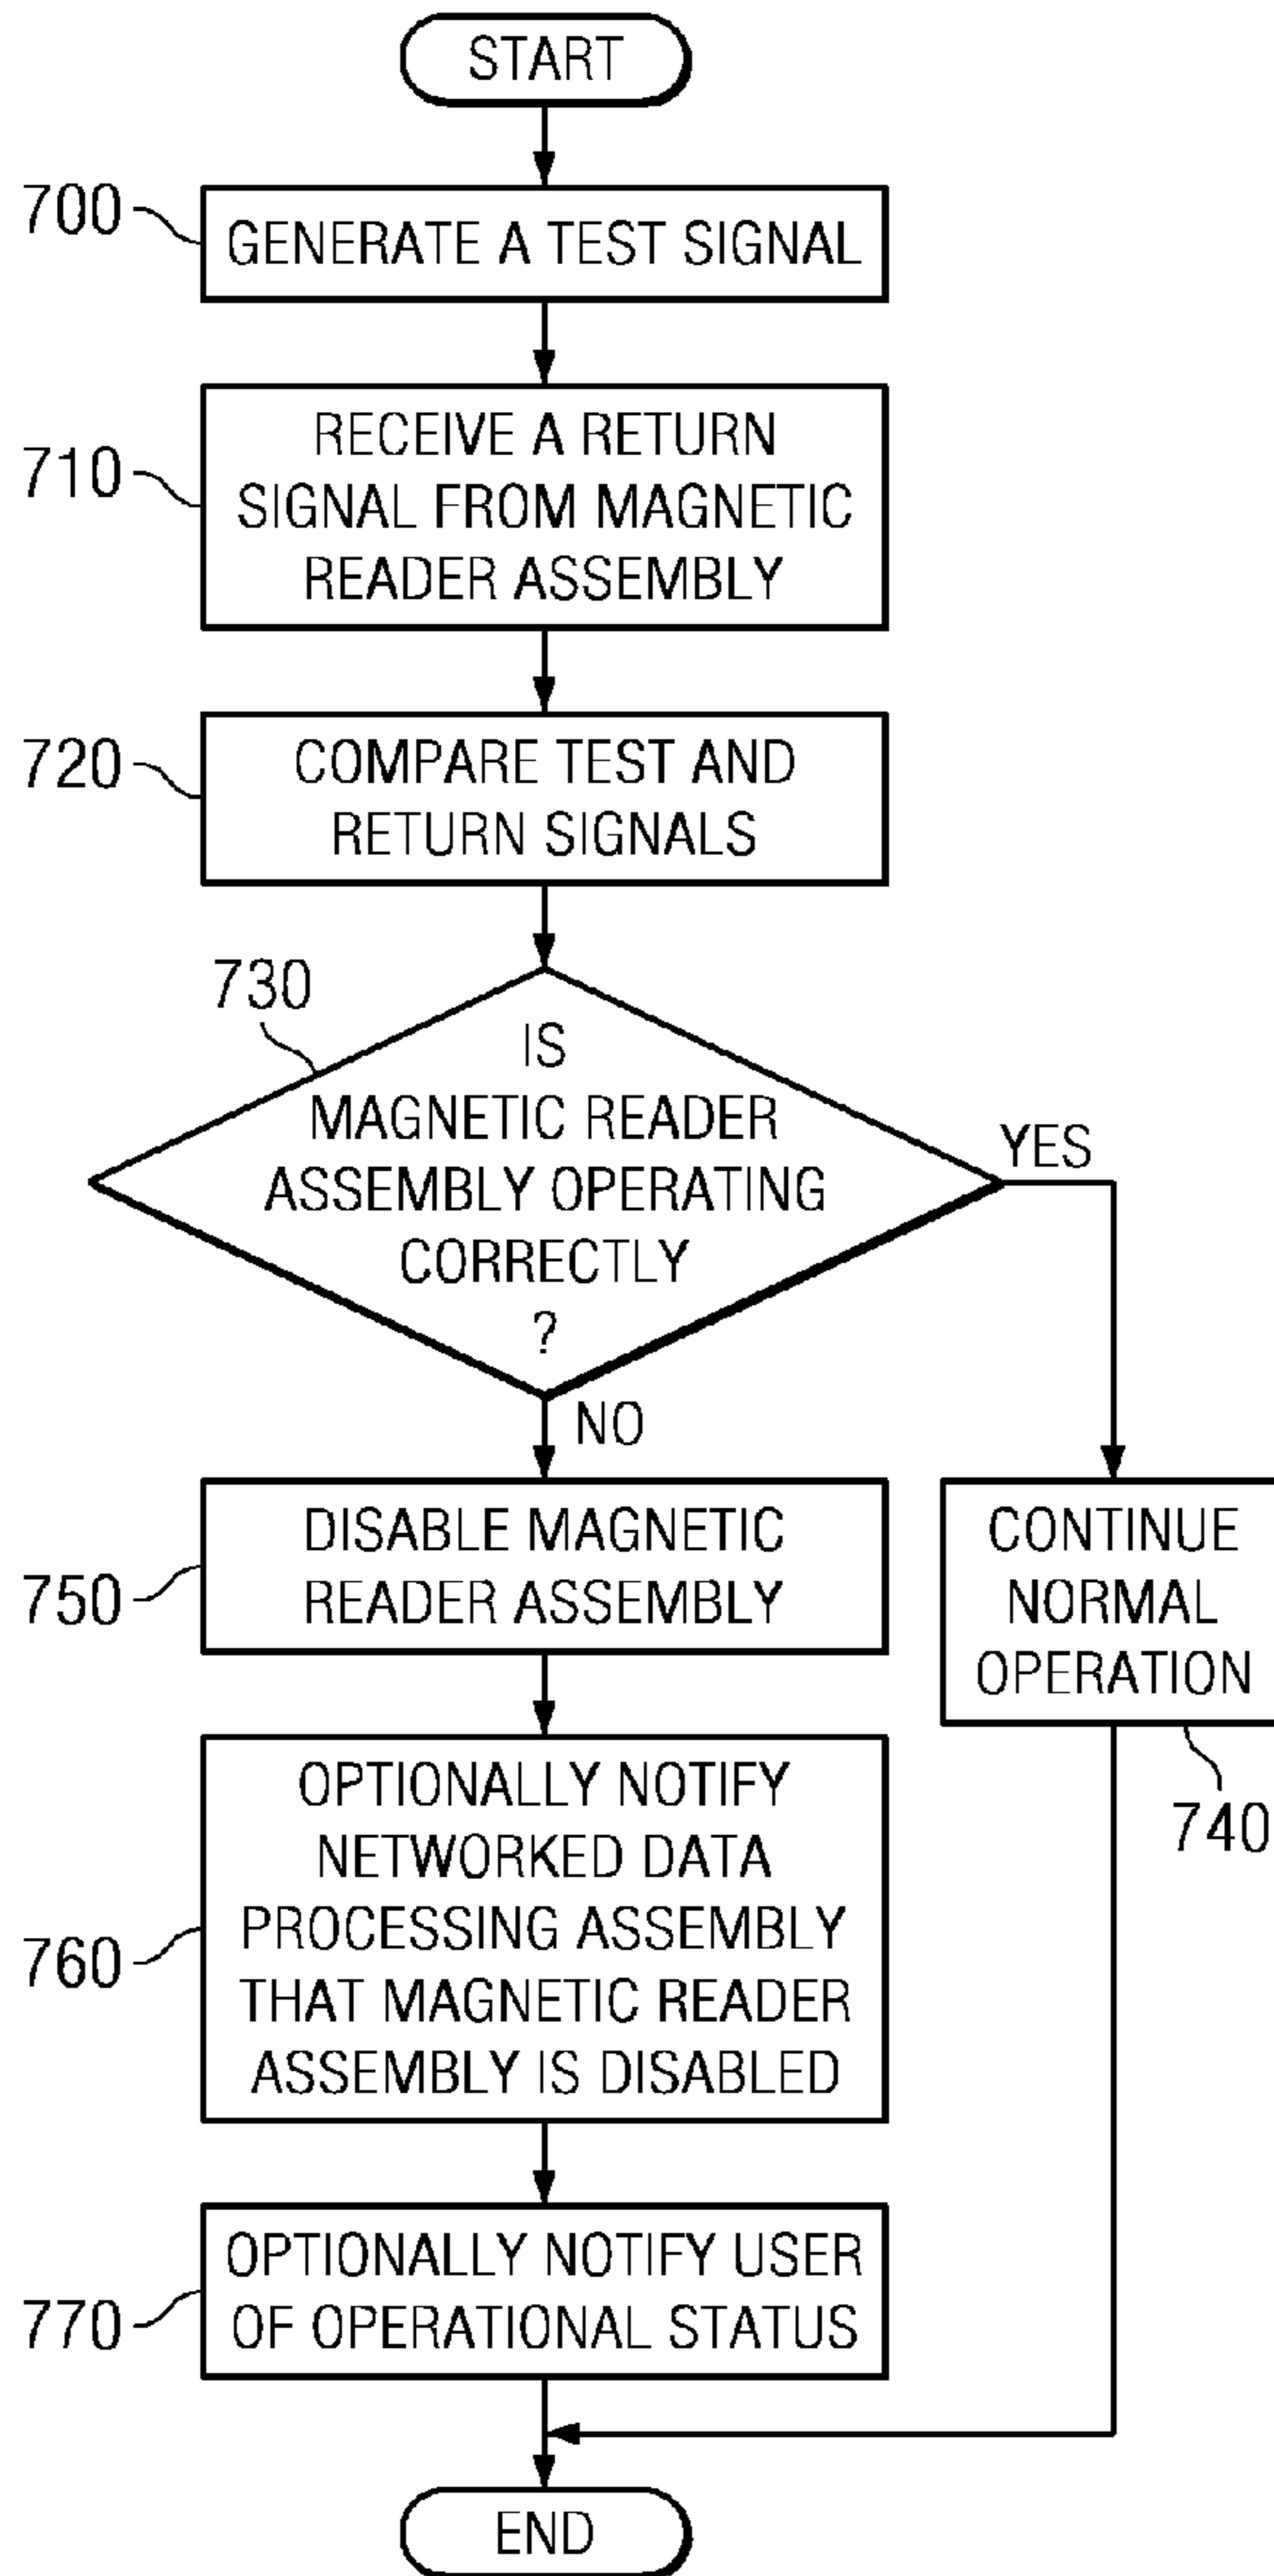 START
700
GENERATE A TEST SIGNAL
710
RECEIVE A RETURN
SIGNAL FROM MAGNETIC
READER ASSEMBLY
720
COMPARE TEST AND
RETURN SIGNALS
730
IS
MAGNETIC READER
ASSEMBLY OPERATING
CORRECTLY
?
YES
NO
750
DISABLE MAGNETIC
READER ASSEMBLY
CONTINUE
NORMAL
OPERATION
740
760
OPTIONALLY NOTIFY
NETWORKED DATA
PROCESSING ASSEMBLY
THAT MAGNETIC READER
ASSEMBLY IS DISABLED
770
OPTIONALLY NOTIFY USER
OF OPERATIONAL STATUS
END